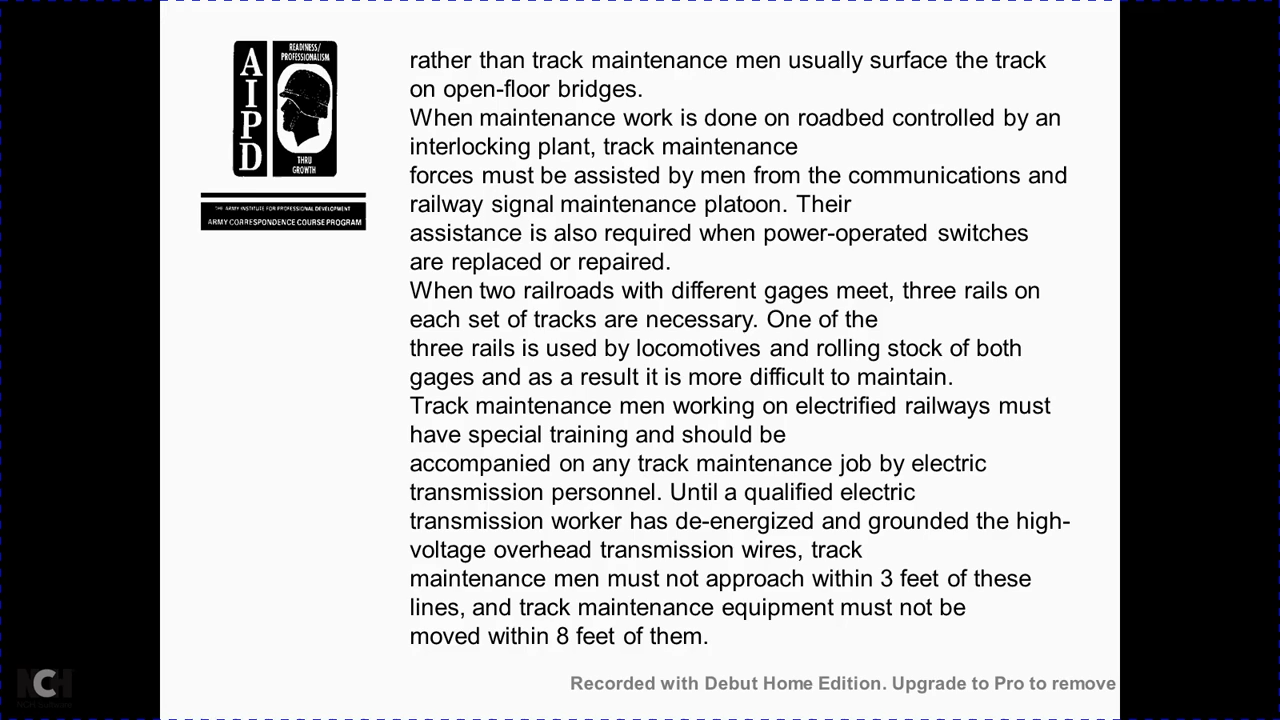 AIPD
READINESS/
PROFESSIONALISM
THRU
GROWTH
THE ARMY INSTITUTE FOR PROFESSIONAL DEVELOPMENT
ARMY CORRESPONDENCE COURSE PROGRAM
rather than track maintenance men usually surface the track
on open-floor bridges.
When maintenance work is done on roadbed controlled by an
interlocking plant, track maintenance
forces must be assisted by men from the communications and
railway signal maintenance platoon. Their
assistance is also required when power-operated switches
are replaced or repaired.
When two railroads with different gages meet, three rails on
each set of tracks are necessary. One of the
three rails is used by locomotives and rolling stock of both
gages and as a result it is more difficult to maintain.
Track maintenance men working on electrified railways must
have special training and should be
accompanied on any track maintenance job by electric
transmission personnel. Until a qualified electric
transmission worker has de-energized and grounded the high-
voltage overhead transmission wires, track
maintenance men must not approach within 3 feet of these
lines, and track maintenance equipment must not be
moved within 8 feet of them.
NCH
NCH Software
Recorded with Debut Home Edition. Upgrade to Pro to remove